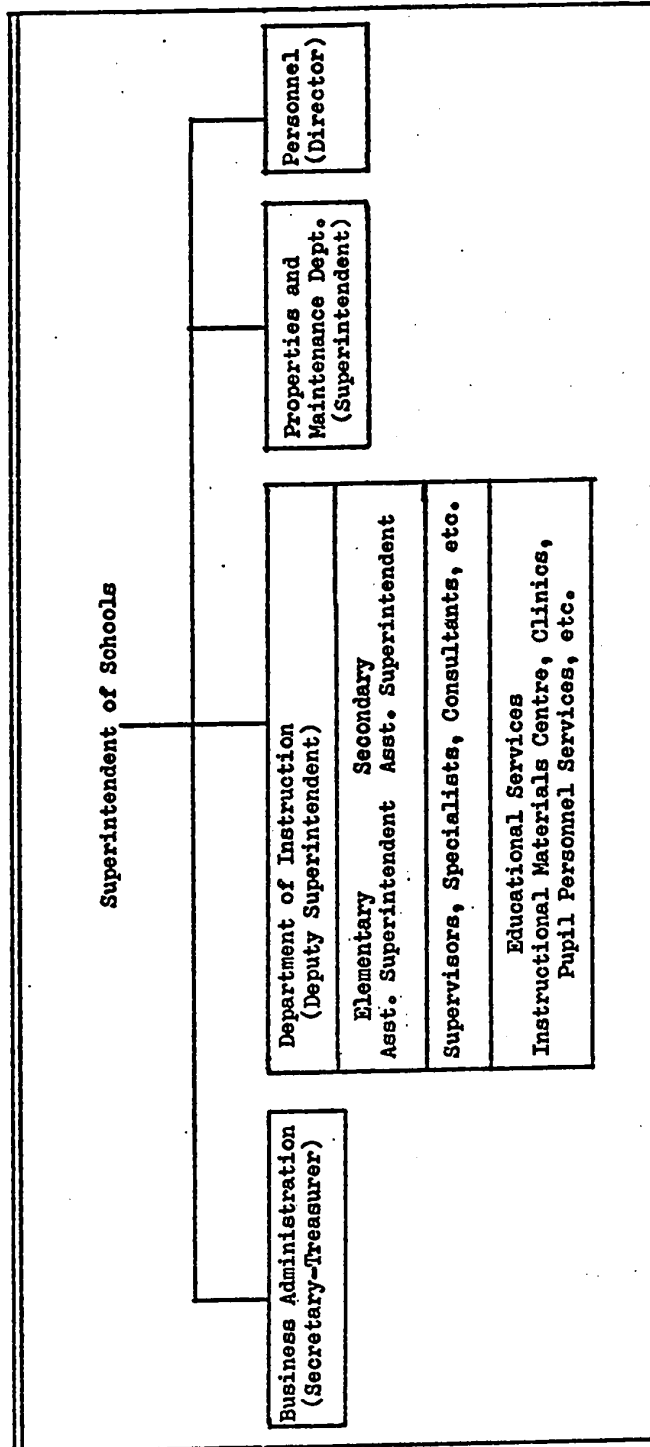 Superintendent of Schools
Business Administration
(Secretary-Treasurer)
Department of Instruction
(Deputy Superintendent)
Elementary Secondary
Asst. Superintendent Asst. Superintendent
Supervisors, Specialists, Consultants, etc.
Educational Services
Instructional Materials Centre, Clinics,
Pupil Personnel Services, etc.
Properties and
Maintenance Dept.
(Superintendent)
Personnel
(Director)